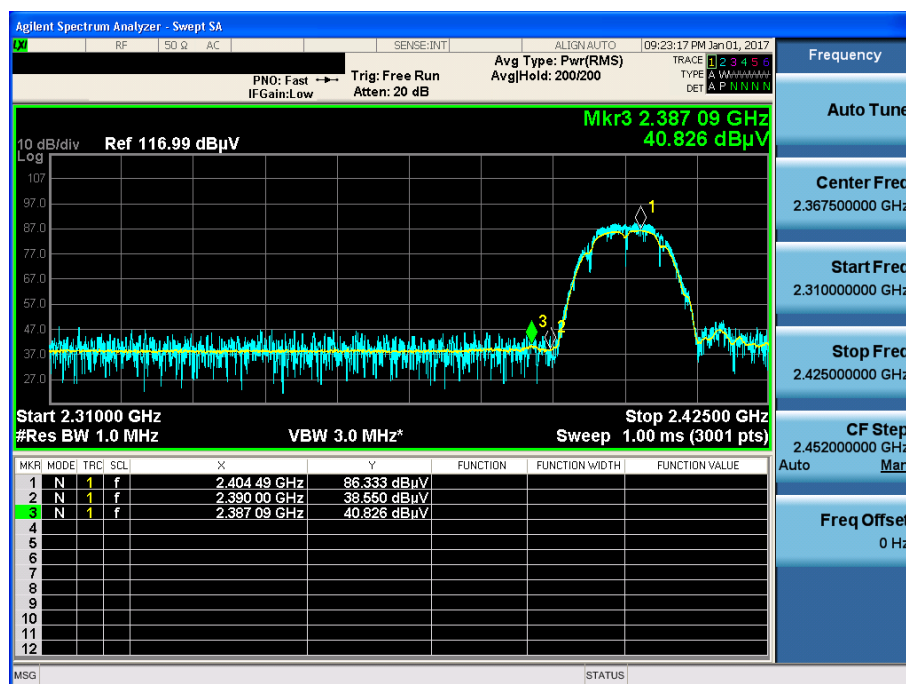 Agilent Spectrum Analyzer - Swept SA
LXI RF 50 Ω AC SENSE:INT ALIGN AUTO 09:23:17 PM Jan 01, 2017
PNO: Fast Trig: Free Run Avg Type: Pwr(RMS) TRACE 1 2 3 4 5 6
IFGain:Low Atten: 20 dB Avg|Hold: 200/200 TYPE A WWWWW
DET A P N N N N
Mkr3 2.387 09 GHz
40.826 dBµV
10 dB/div Ref 116.99 dBµV
Log
107
97.0
87.0
77.0
67.0
57.0
47.0
37.0
27.0
1
3
2
Start 2.31000 GHz Stop 2.42500 GHz
#Res BW 1.0 MHz VBW 3.0 MHz* Sweep 1.00 ms (3001 pts)
MKR MODE TRC SCL X Y FUNCTION FUNCTION WIDTH FUNCTION VALUE
1 N 1 f 2.404 49 GHz 86.333 dBµV
2 N 1 f 2.390 00 GHz 38.550 dBµV
3 N 1 f 2.387 09 GHz 40.826 dBµV
4
5
6
7
8
9
10
11
12
MSG STATUS
Frequency
Auto Tune
Center Freq
2.367500000 GHz
Start Freq
2.310000000 GHz
Stop Freq
2.425000000 GHz
CF Step
2.452000000 GHz
Auto Man
Freq Offset
0 Hz